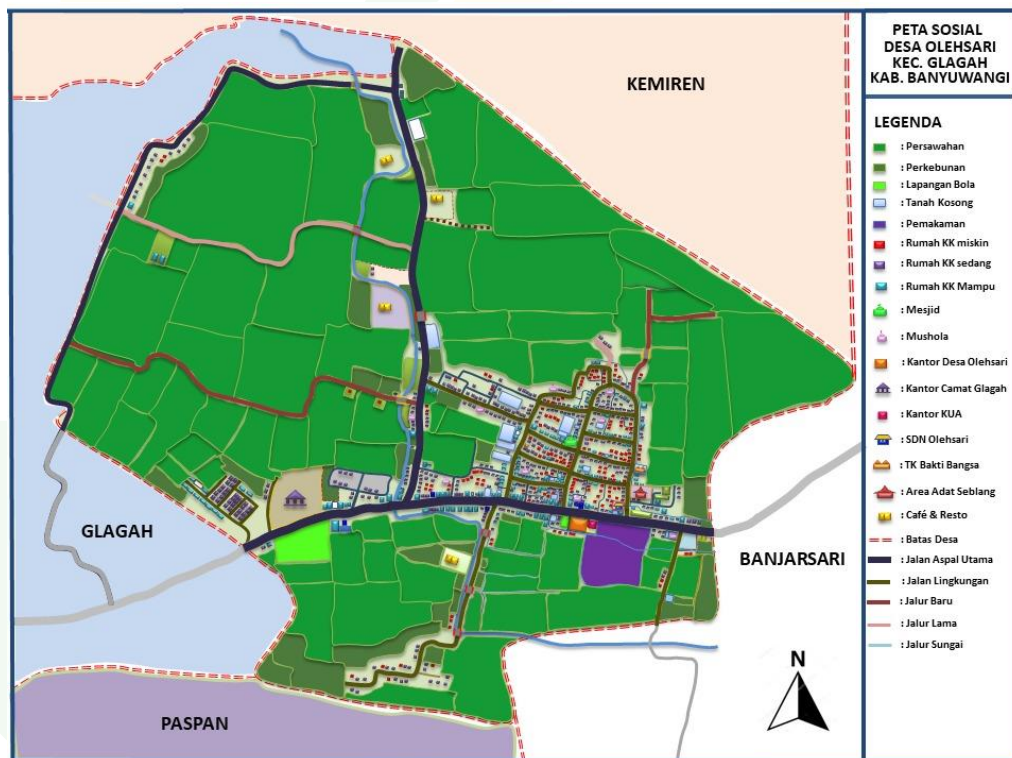 PETA SOSIAL
DESA OLEHSARI
KEC. GLAGAH
KAB. BANYUWANGI
LEGENDA
: Persawahan
: Perkebunan
: Lapangan Bola
: Tanah Kosong
: Pemakaman
: Rumah KK miskin
: Rumah KK sedang
: Rumah KK Mampu
: Mesjid
: Mushola
: Kantor Desa Olehsari
: Kantor Camat Glagah
: Kantor KUA
: SDN Olehsari
: TK Bakti Bangsa
: Area Adat Seblang
: Café & Resto
: Batas Desa
: Jalan Aspal Utama
: Jalan Lingkungan
: Jalur Baru
: Jalur Lama
: Jalur Sungai
KEMIREN
GLAGAH
BANJARSARI
PASPAN
N